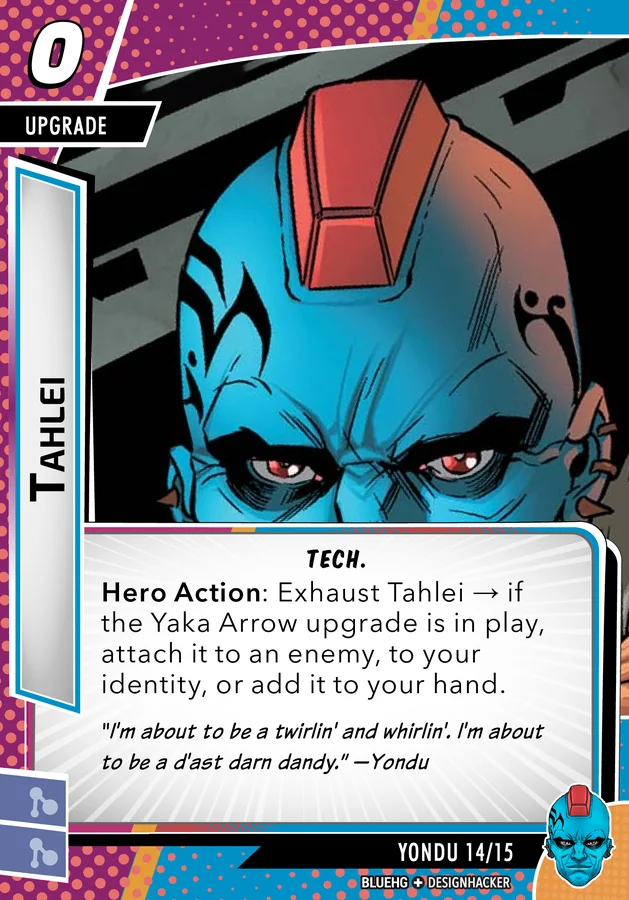 0
UPGRADE
TAHLEI
TECH.
Hero Action: Exhaust Tahlei → if
the Yaka Arrow upgrade is in play,
attach it to an enemy, to your
identity, or add it to your hand.
"I'm about to be a twirlin' and whirlin'. I'm about
to be a d'ast darn dandy." —Yondu
YONDU 14/15
BLUEHG + DESIGNHACKER